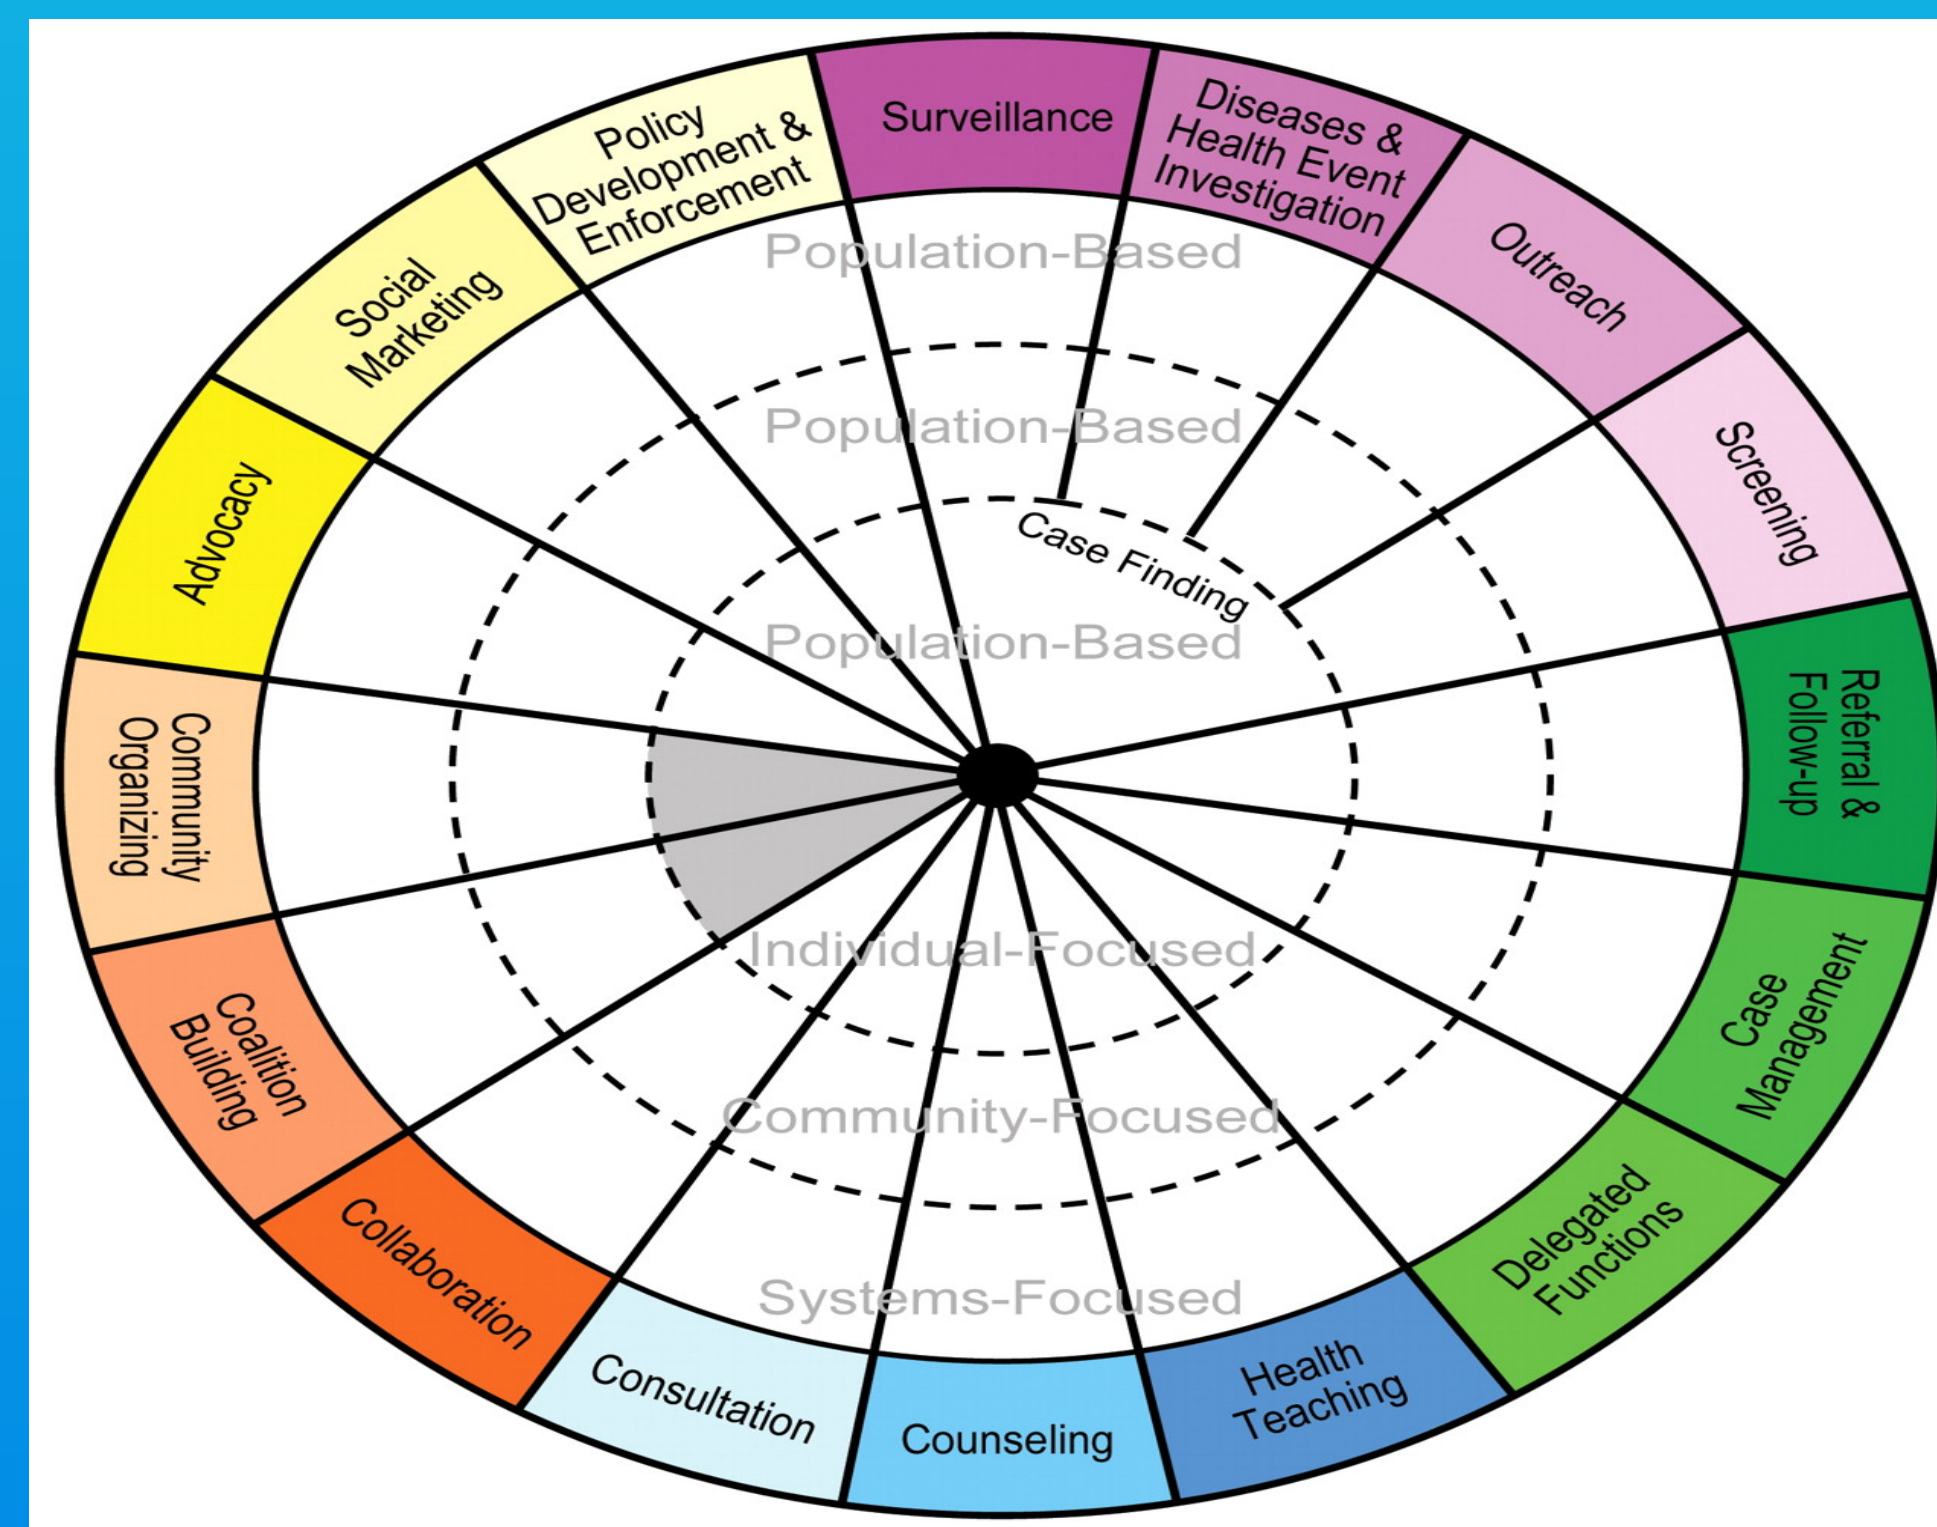 Surveillance
Diseases &
Health Event
Investigation
Outreach
Screening
Referral &
Follow-up
Case
Management
Delegated
Functions
Health
Teaching
Counseling
Consultation
Collaboration
Coalition
Building
Community
Organizing
Advocacy
Social
Marketing
Policy
Development &
Enforcement
Population-Based
Population-Based
Case Finding
Population-Based
Individual-Focused
Community-Focused
Systems-Focused